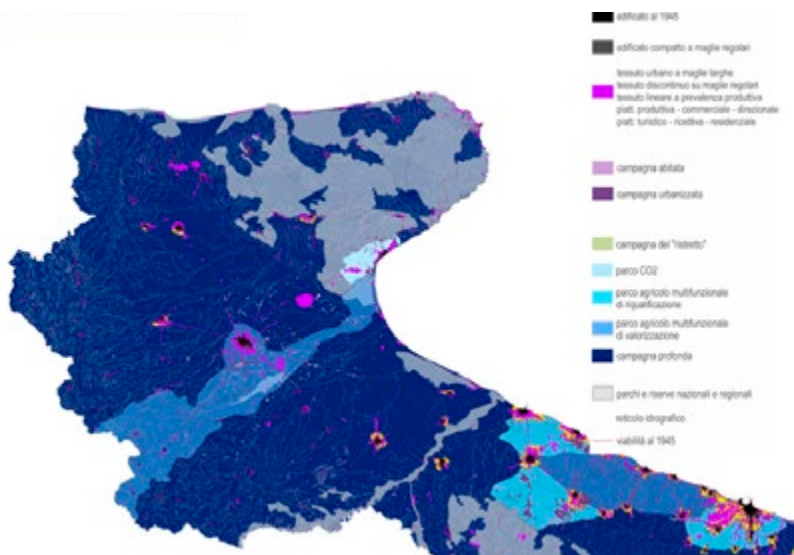 edificato al 1945
edificato compatto a maglie regolari
tessuto urbano a maglie larghe
tessuto discontinuo su maglie regolari
tessuto lineare a prevalenza produttiva
piatt. produttiva - commerciale - direzionale
piatt. turistico - ricettiva - residenziale
campagna abitata
campagna urbanizzata
campagna del "ristretto"
parco CO2
parco agricolo multifunzionale
di riqualificazione
parco agricolo multifunzionale
di valorizzazione
campagna profonda
parchi e riserve nazionali e regionali
reticolo idrografico
viabilità al 1945